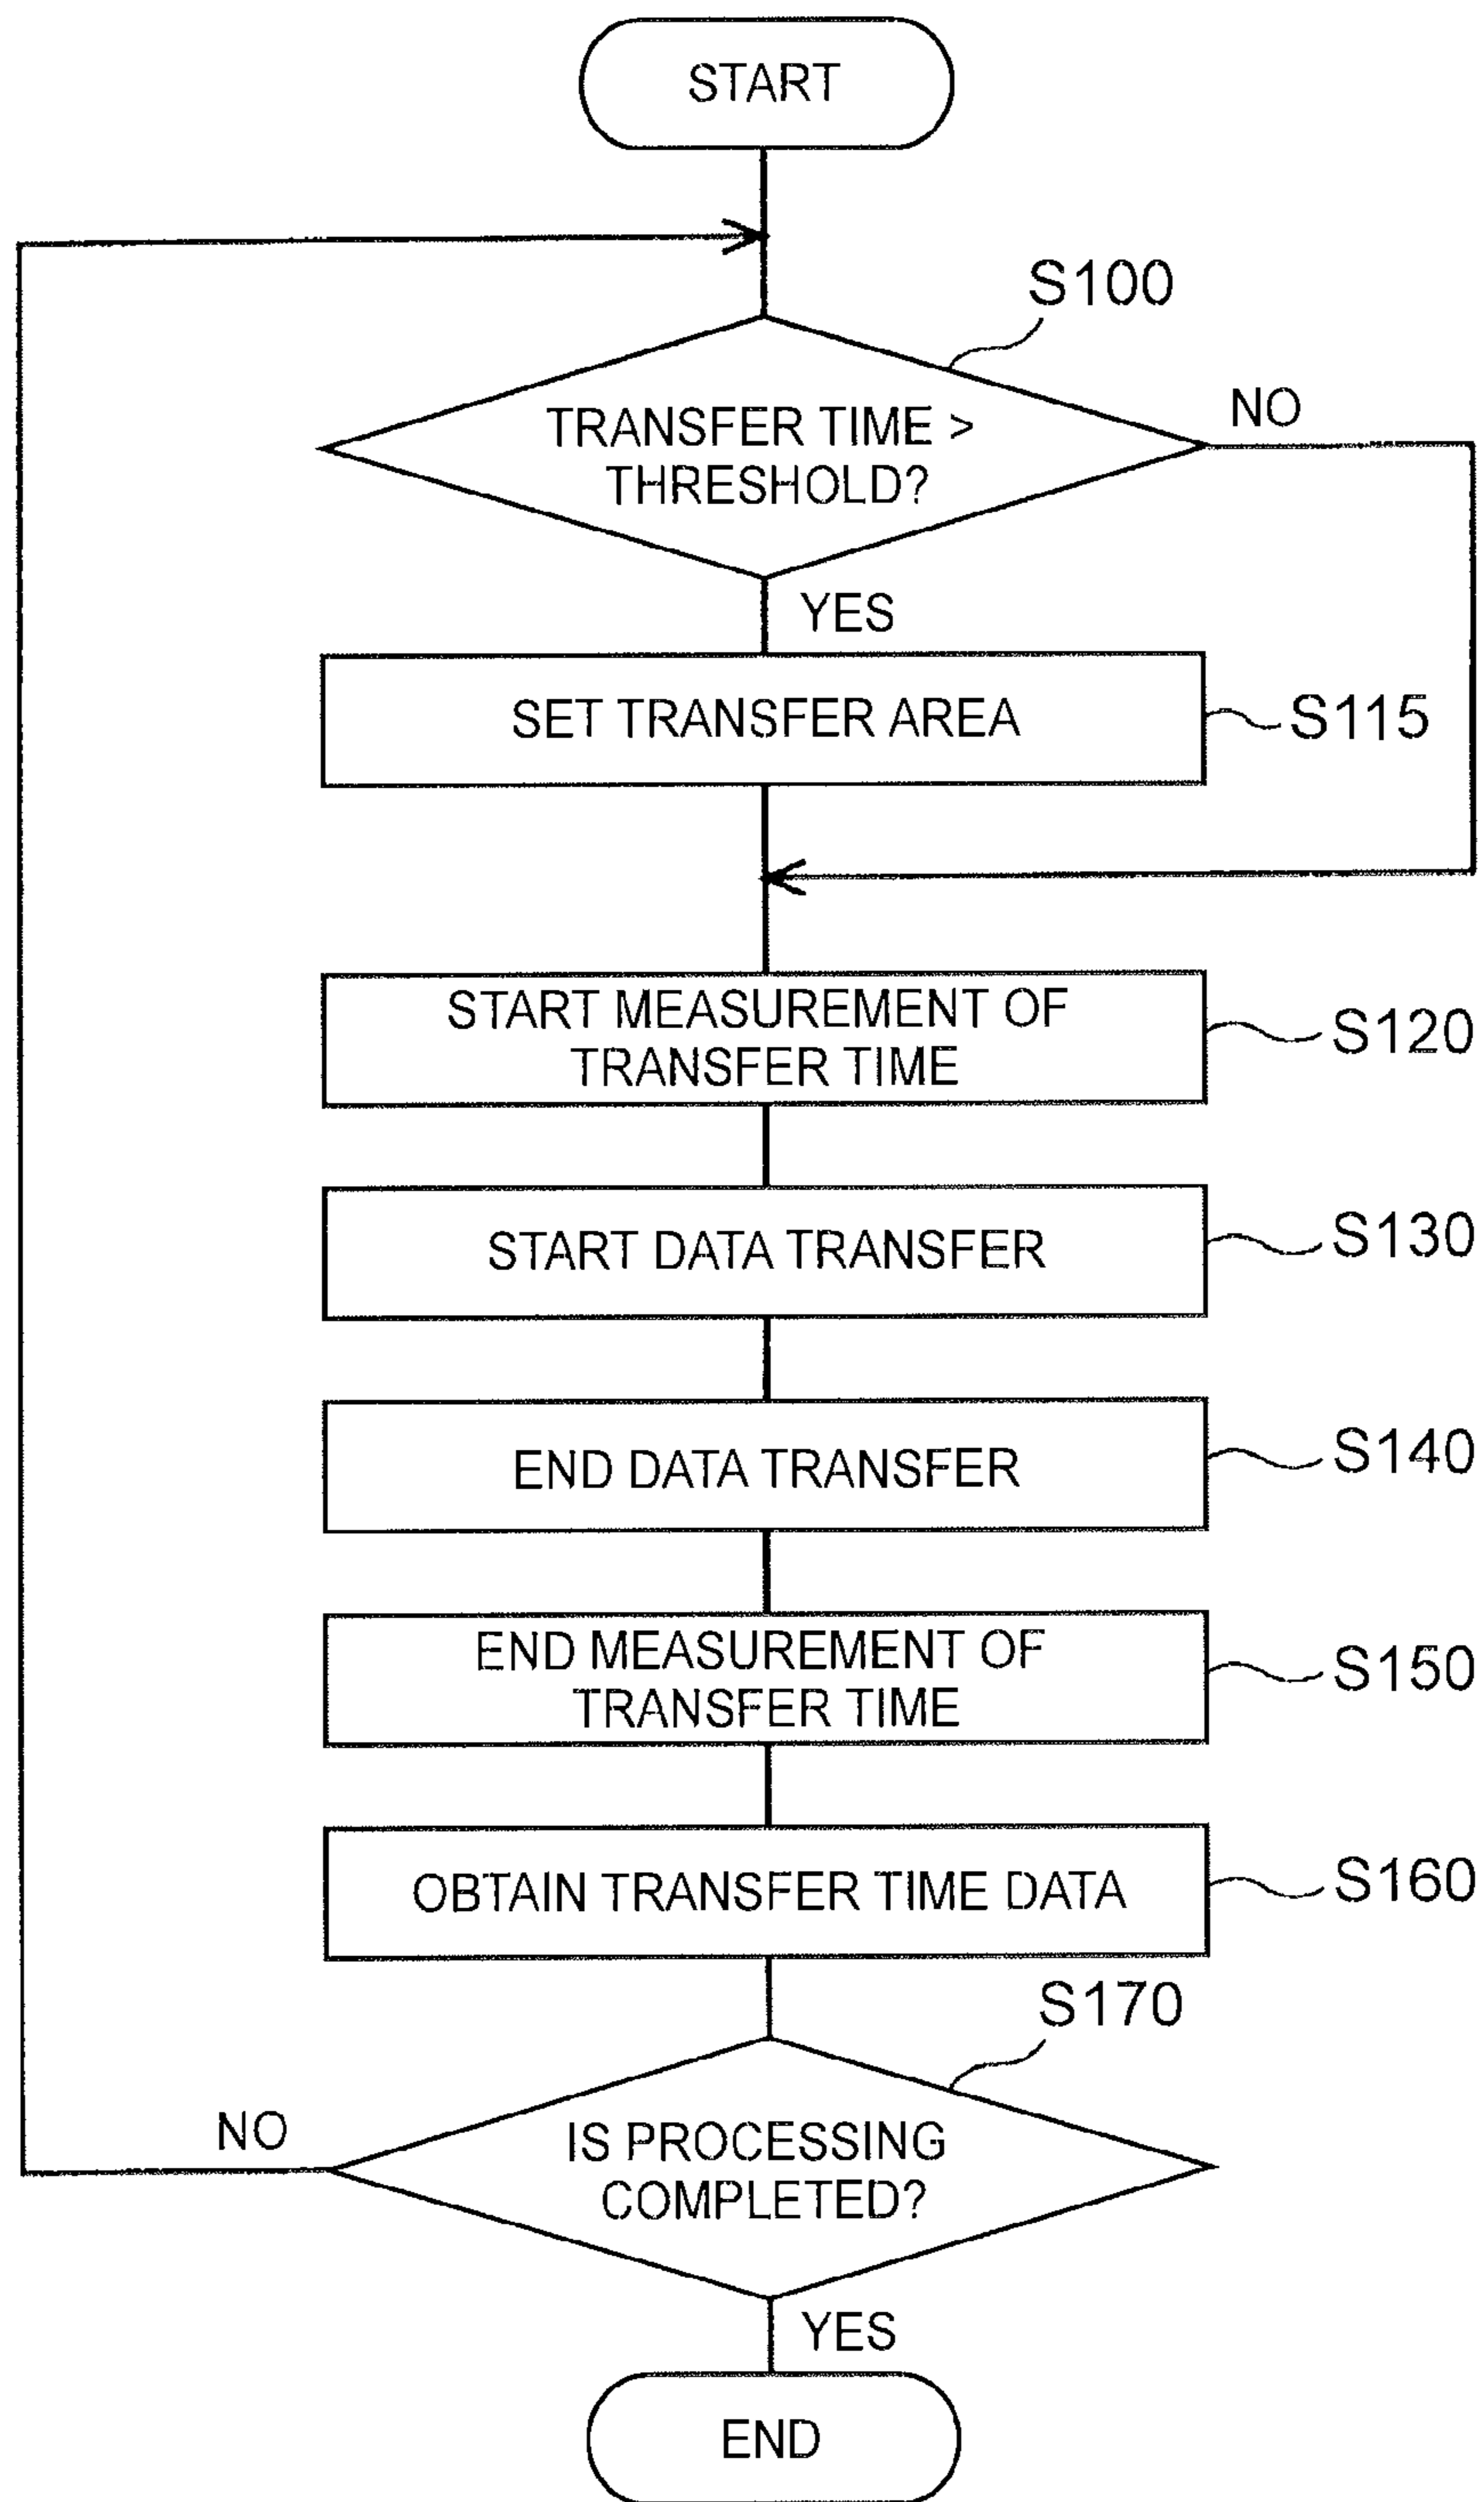 START
S100
TRANSFER TIME >
THRESHOLD?
NO
YES
SET TRANSFER AREA
S115
START MEASUREMENT OF
TRANSFER TIME
S120
START DATA TRANSFER
S130
END DATA TRANSFER
S140
END MEASUREMENT OF
TRANSFER TIME
S150
OBTAIN TRANSFER TIME DATA
S160
S170
IS PROCESSING
COMPLETED?
NO
YES
END